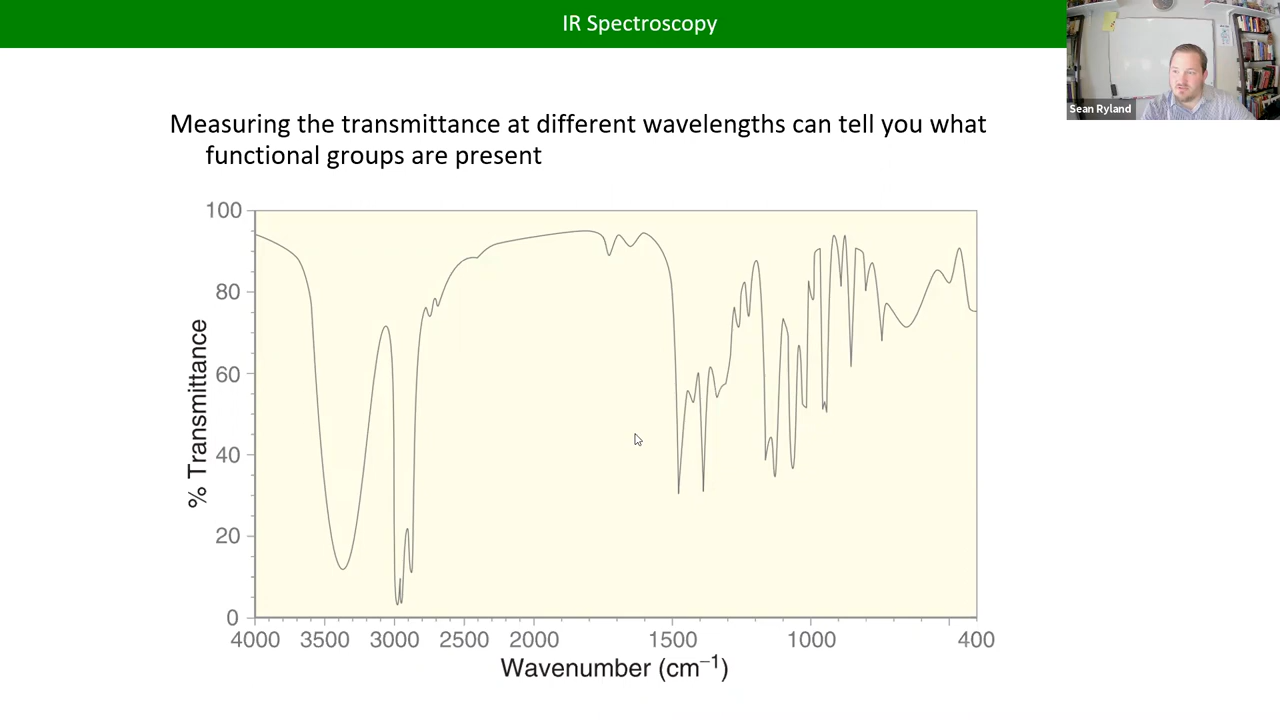 IR Spectroscopy
Sean Ryland
Measuring the transmittance at different wavelengths can tell you what
functional groups are present
100
80
60
40
20
0
% Transmittance
4000 3500 3000 2500 2000 1500 1000 400
Wavenumber (cm⁻¹)